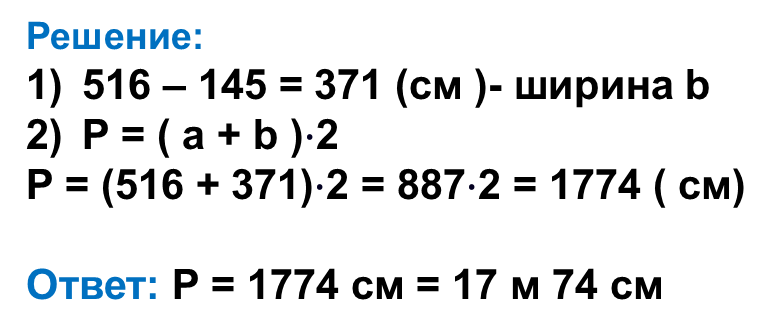 Решение:
1) 516 – 145 = 371 (см )- ширина b
2) P = ( a + b )·2
P = (516 + 371)·2 = 887·2 = 1774 ( см)
Ответ: P = 1774 см = 17 м 74 см